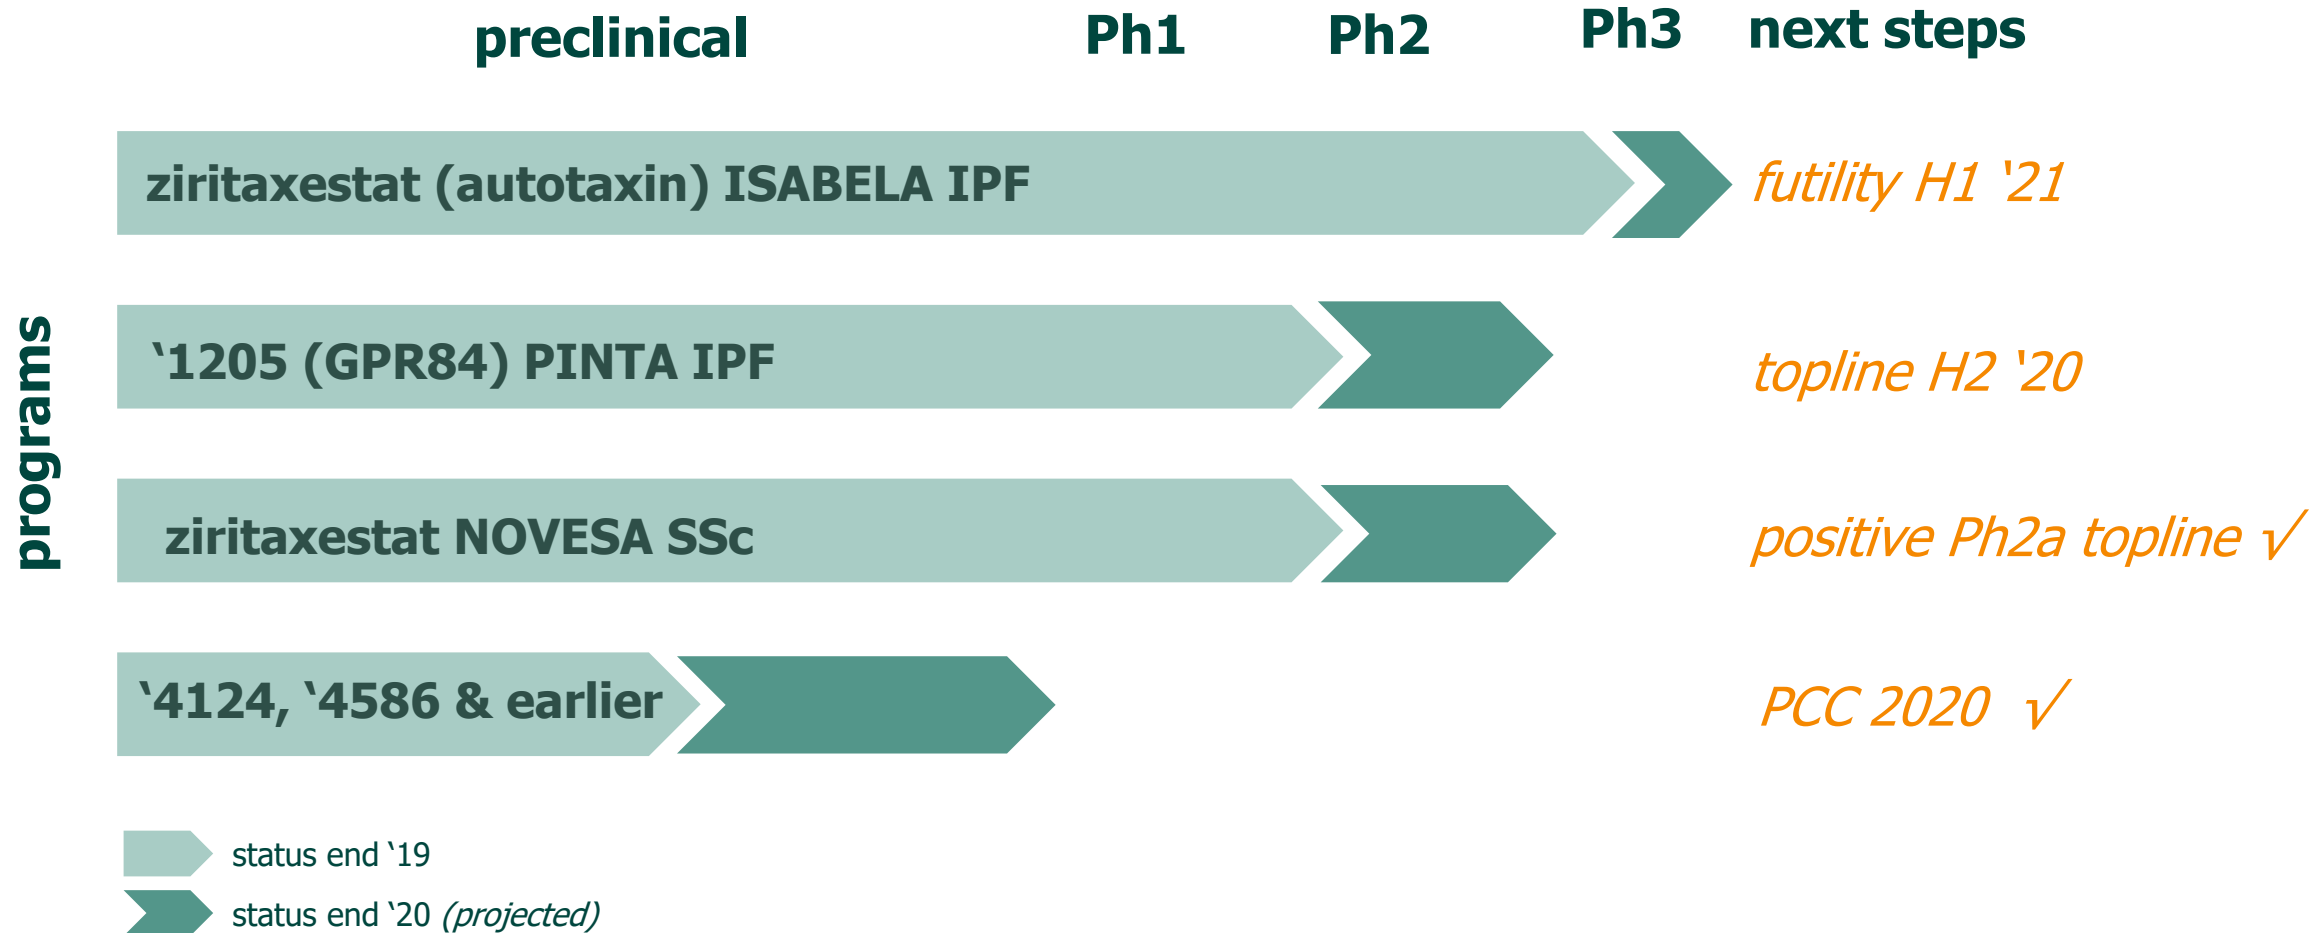 preclinical Ph1 Ph2 Ph3 next steps
programs
ziritaxestat (autotaxin) ISABELA IPF futility H1 ‘21
‘1205 (GPR84) PINTA IPF topline H2 ‘20
ziritaxestat NOVESA SSc positive Ph2a topline √
‘4124, ‘4586 & earlier PCC 2020 √
status end ‘19
status end ‘20 (projected)